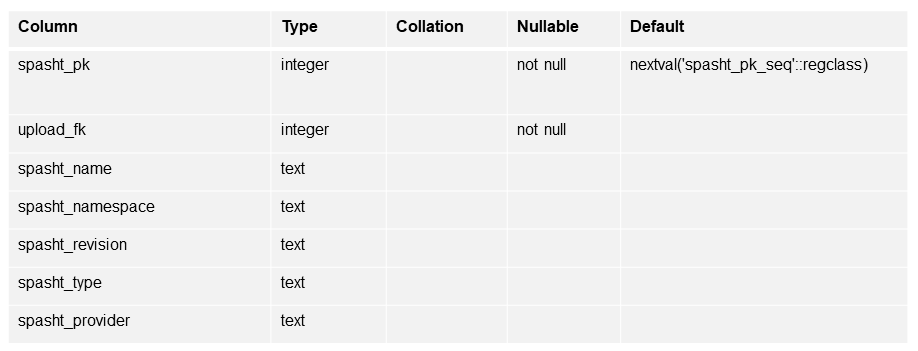 Column Type Collation Nullable Default
spasht_pk integer not null nextval('spasht_pk_seq'::regclass)
upload_fk integer not null
spasht_name text
spasht_namespace text
spasht_revision text
spasht_type text
spasht_provider text